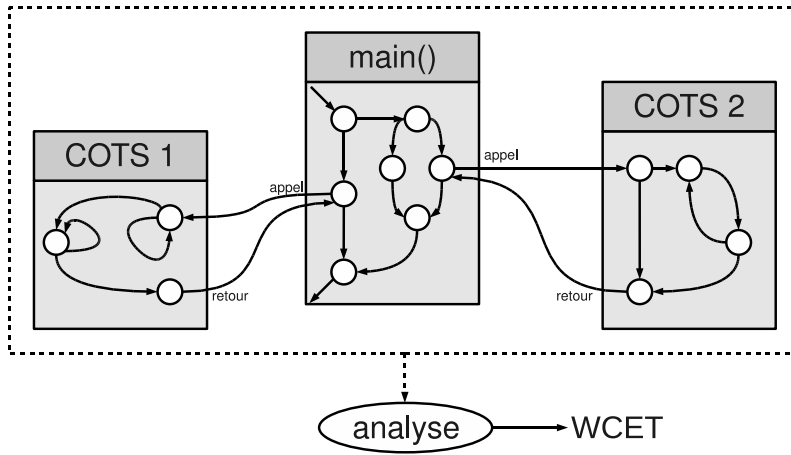 main()
COTS 2
COTS 1
appel
appel
retour
retour
analyse
WCET